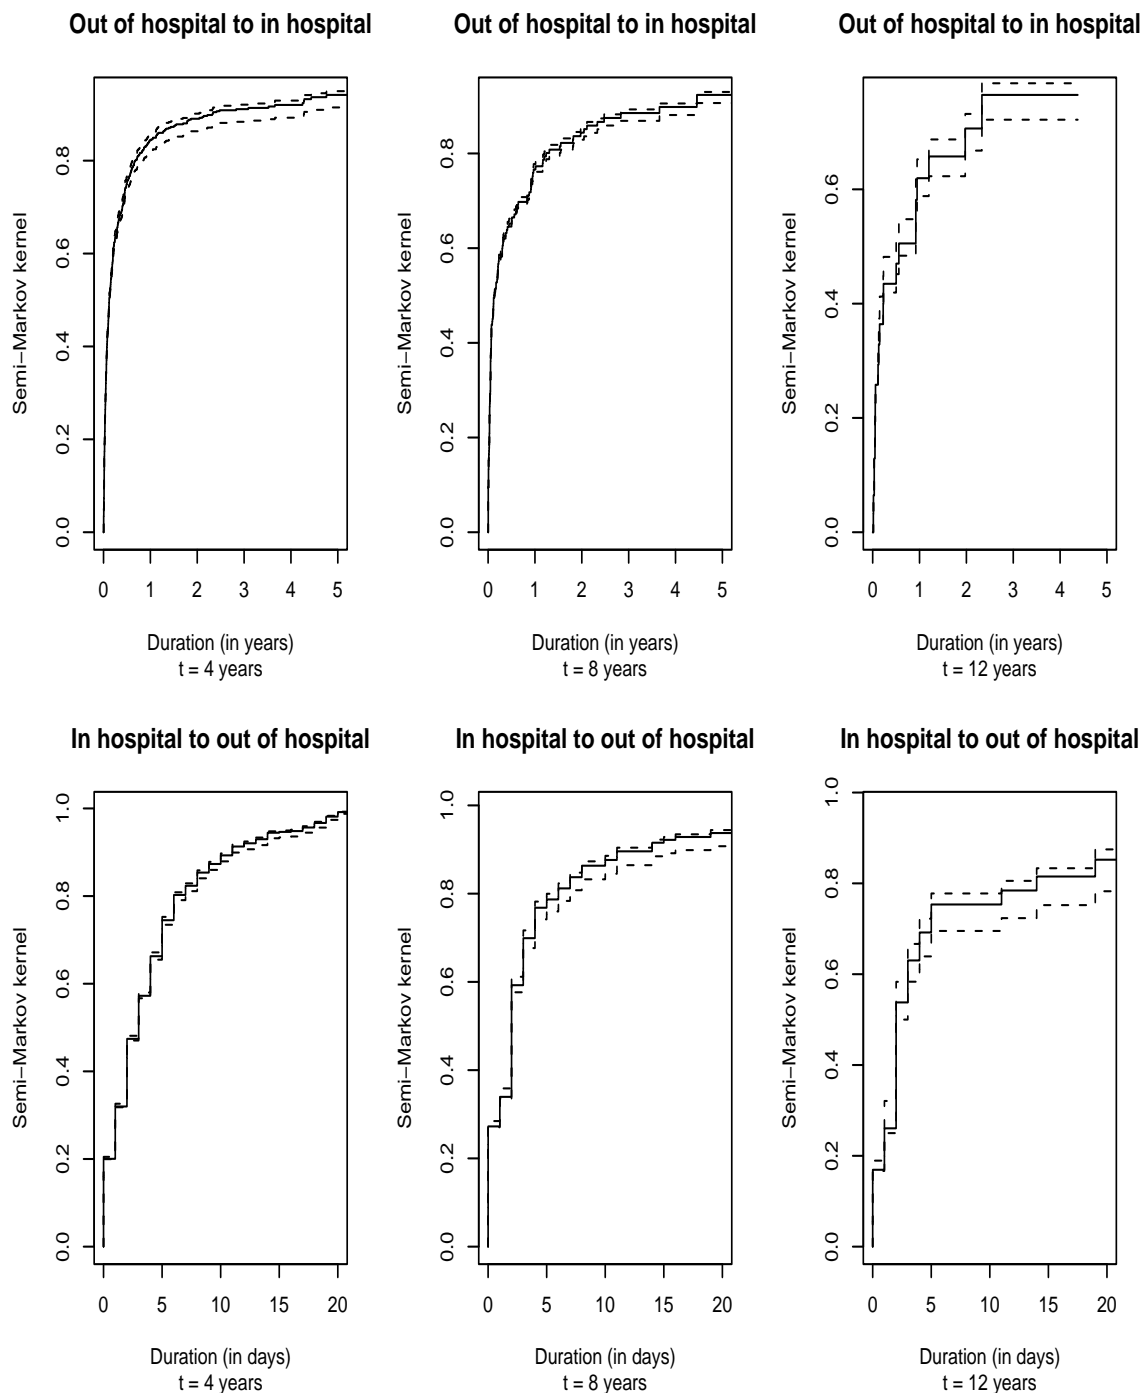 Out of hospital to in hospital
Out of hospital to in hospital
Out of hospital to in hospital
Semi−Markov kernel
0.0 0.2 0.4 0.6 0.8
Semi−Markov kernel
0.0 0.2 0.4 0.6 0.8
Semi−Markov kernel
0.0 0.2 0.4 0.6
0 1 2 3 4 5
0 1 2 3 4 5
0 1 2 3 4 5
Duration (in years)
t = 4 years
Duration (in years)
t = 8 years
Duration (in years)
t = 12 years
In hospital to out of hospital
In hospital to out of hospital
In hospital to out of hospital
Semi−Markov kernel
0.0 0.2 0.4 0.6 0.8 1.0
Semi−Markov kernel
0.0 0.2 0.4 0.6 0.8 1.0
Semi−Markov kernel
0.0 0.2 0.4 0.6 0.8 1.0
0 5 10 15 20
0 5 10 15 20
0 5 10 15 20
Duration (in days)
t = 4 years
Duration (in days)
t = 8 years
Duration (in days)
t = 12 years